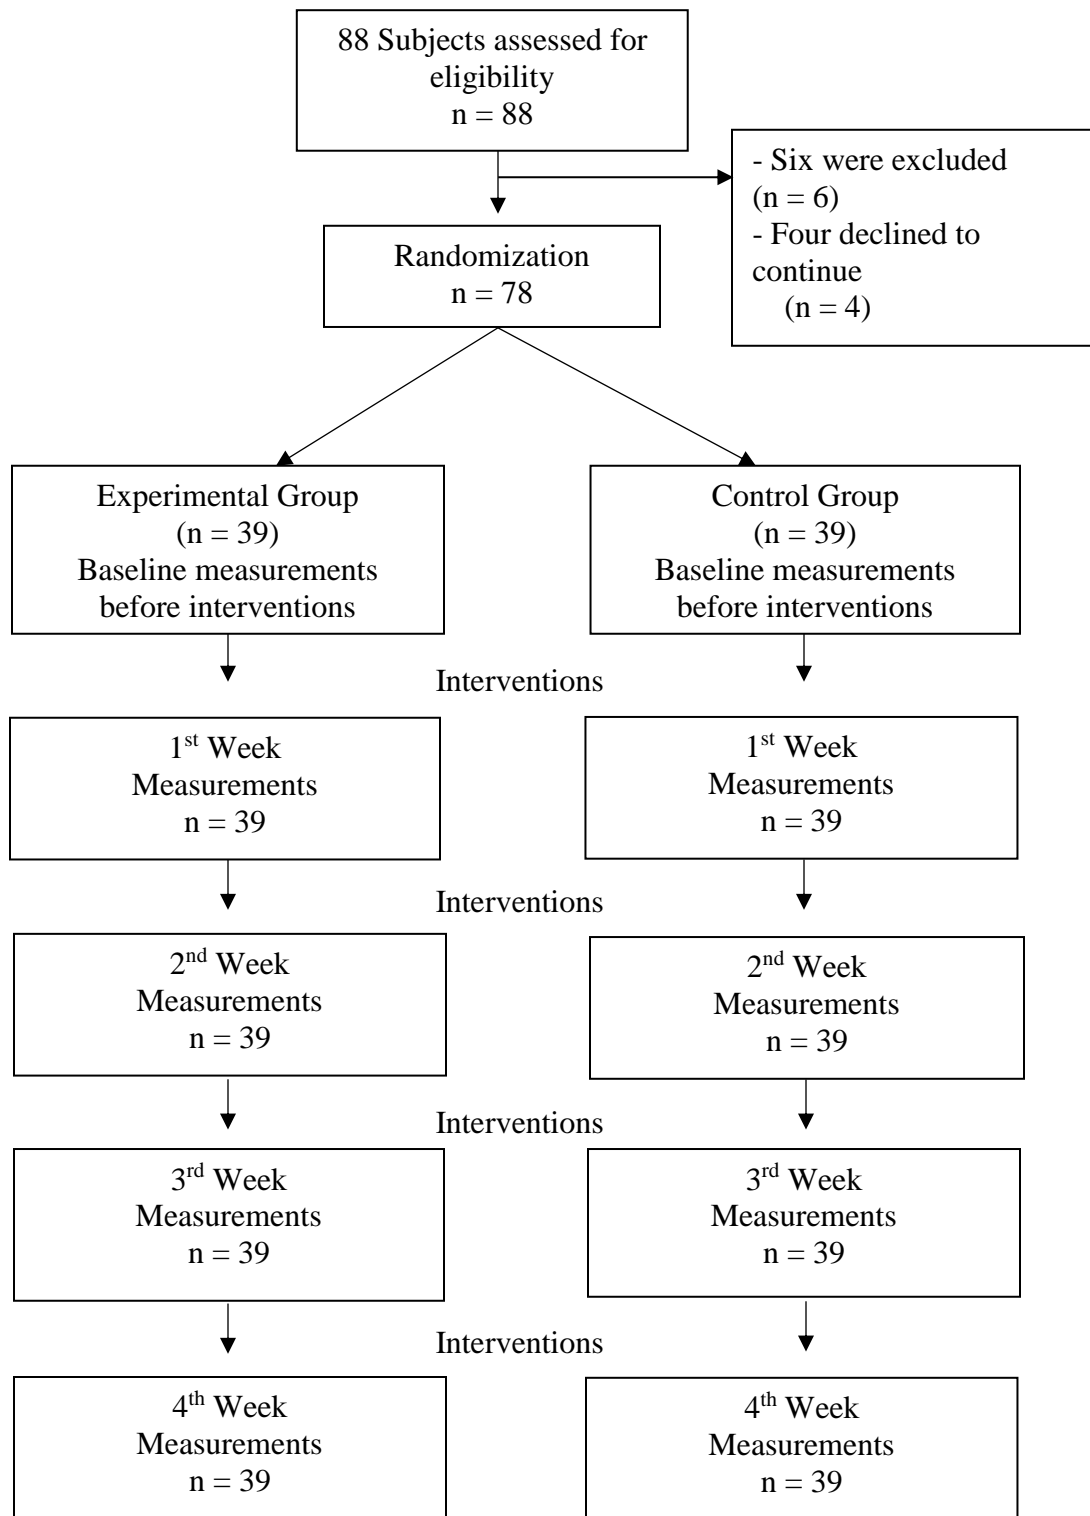 88 Subjects assessed for
eligibility
n = 88
- Six were excluded
(n = 6)
- Four declined to
continue
(n = 4)
Randomization
n = 78
Experimental Group
(n = 39)
Baseline measurements
before interventions
Control Group
(n = 39)
Baseline measurements
before interventions
Interventions
1st Week
Measurements
n = 39
1st Week
Measurements
n = 39
Interventions
2nd Week
Measurements
n = 39
2nd Week
Measurements
n = 39
Interventions
3rd Week
Measurements
n = 39
3rd Week
Measurements
n = 39
Interventions
4th Week
Measurements
n = 39
4th Week
Measurements
n = 39